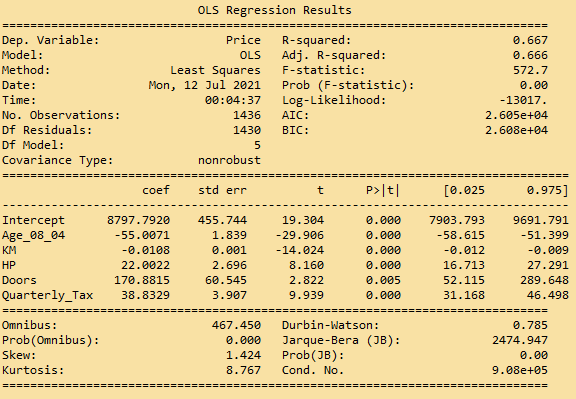 OLS Regression Results
==============================================================================
Dep. Variable: Price R-squared: 0.667
Model: OLS Adj. R-squared: 0.666
Method: Least Squares F-statistic: 572.7
Date: Mon, 12 Jul 2021 Prob (F-statistic): 0.00
Time: 00:04:37 Log-Likelihood: -13017.
No. Observations: 1436 AIC: 2.605e+04
Df Residuals: 1430 BIC: 2.608e+04
Df Model: 5
Covariance Type: nonrobust
=================================================================================
coef std err t P>|t| [0.025 0.975]
---------------------------------------------------------------------------------
Intercept 8797.7920 455.744 19.304 0.000 7903.793 9691.791
Age_08_04 -55.0071 1.839 -29.906 0.000 -58.615 -51.399
KM -0.0108 0.001 -14.024 0.000 -0.012 -0.009
HP 22.0022 2.696 8.160 0.000 16.713 27.291
Doors 170.8815 60.545 2.822 0.005 52.115 289.648
Quarterly_Tax 38.8329 3.907 9.939 0.000 31.168 46.498
==============================================================================
Omnibus: 467.450 Durbin-Watson: 0.785
Prob(Omnibus): 0.000 Jarque-Bera (JB): 2474.947
Skew: 1.424 Prob(JB): 0.00
Kurtosis: 8.767 Cond. No. 9.08e+05
==============================================================================